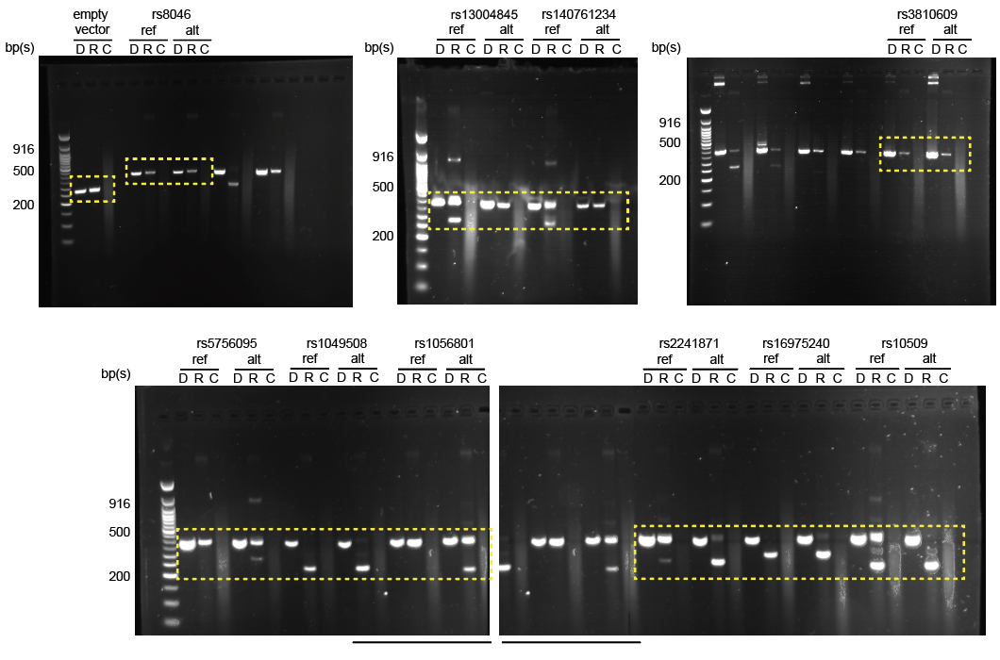 empty vector rs8046
ref alt
bp(s) D R C D R C D R C
916
500
200
rs13004845 rs140761234
ref alt ref alt
D R C D R C D R C D R C
916
500
200
rs3810609
ref alt
bp(s) D R C D R C
916
500
200
rs5756095 rs1049508 rs1056801
ref alt ref alt ref alt
bp(s) D R C D R C D R C D R C D R C D R C
916
500
200
rs2241871 rs16975240 rs10509
ref alt ref alt ref alt
D R C D R C D R C D R C D R C D R C